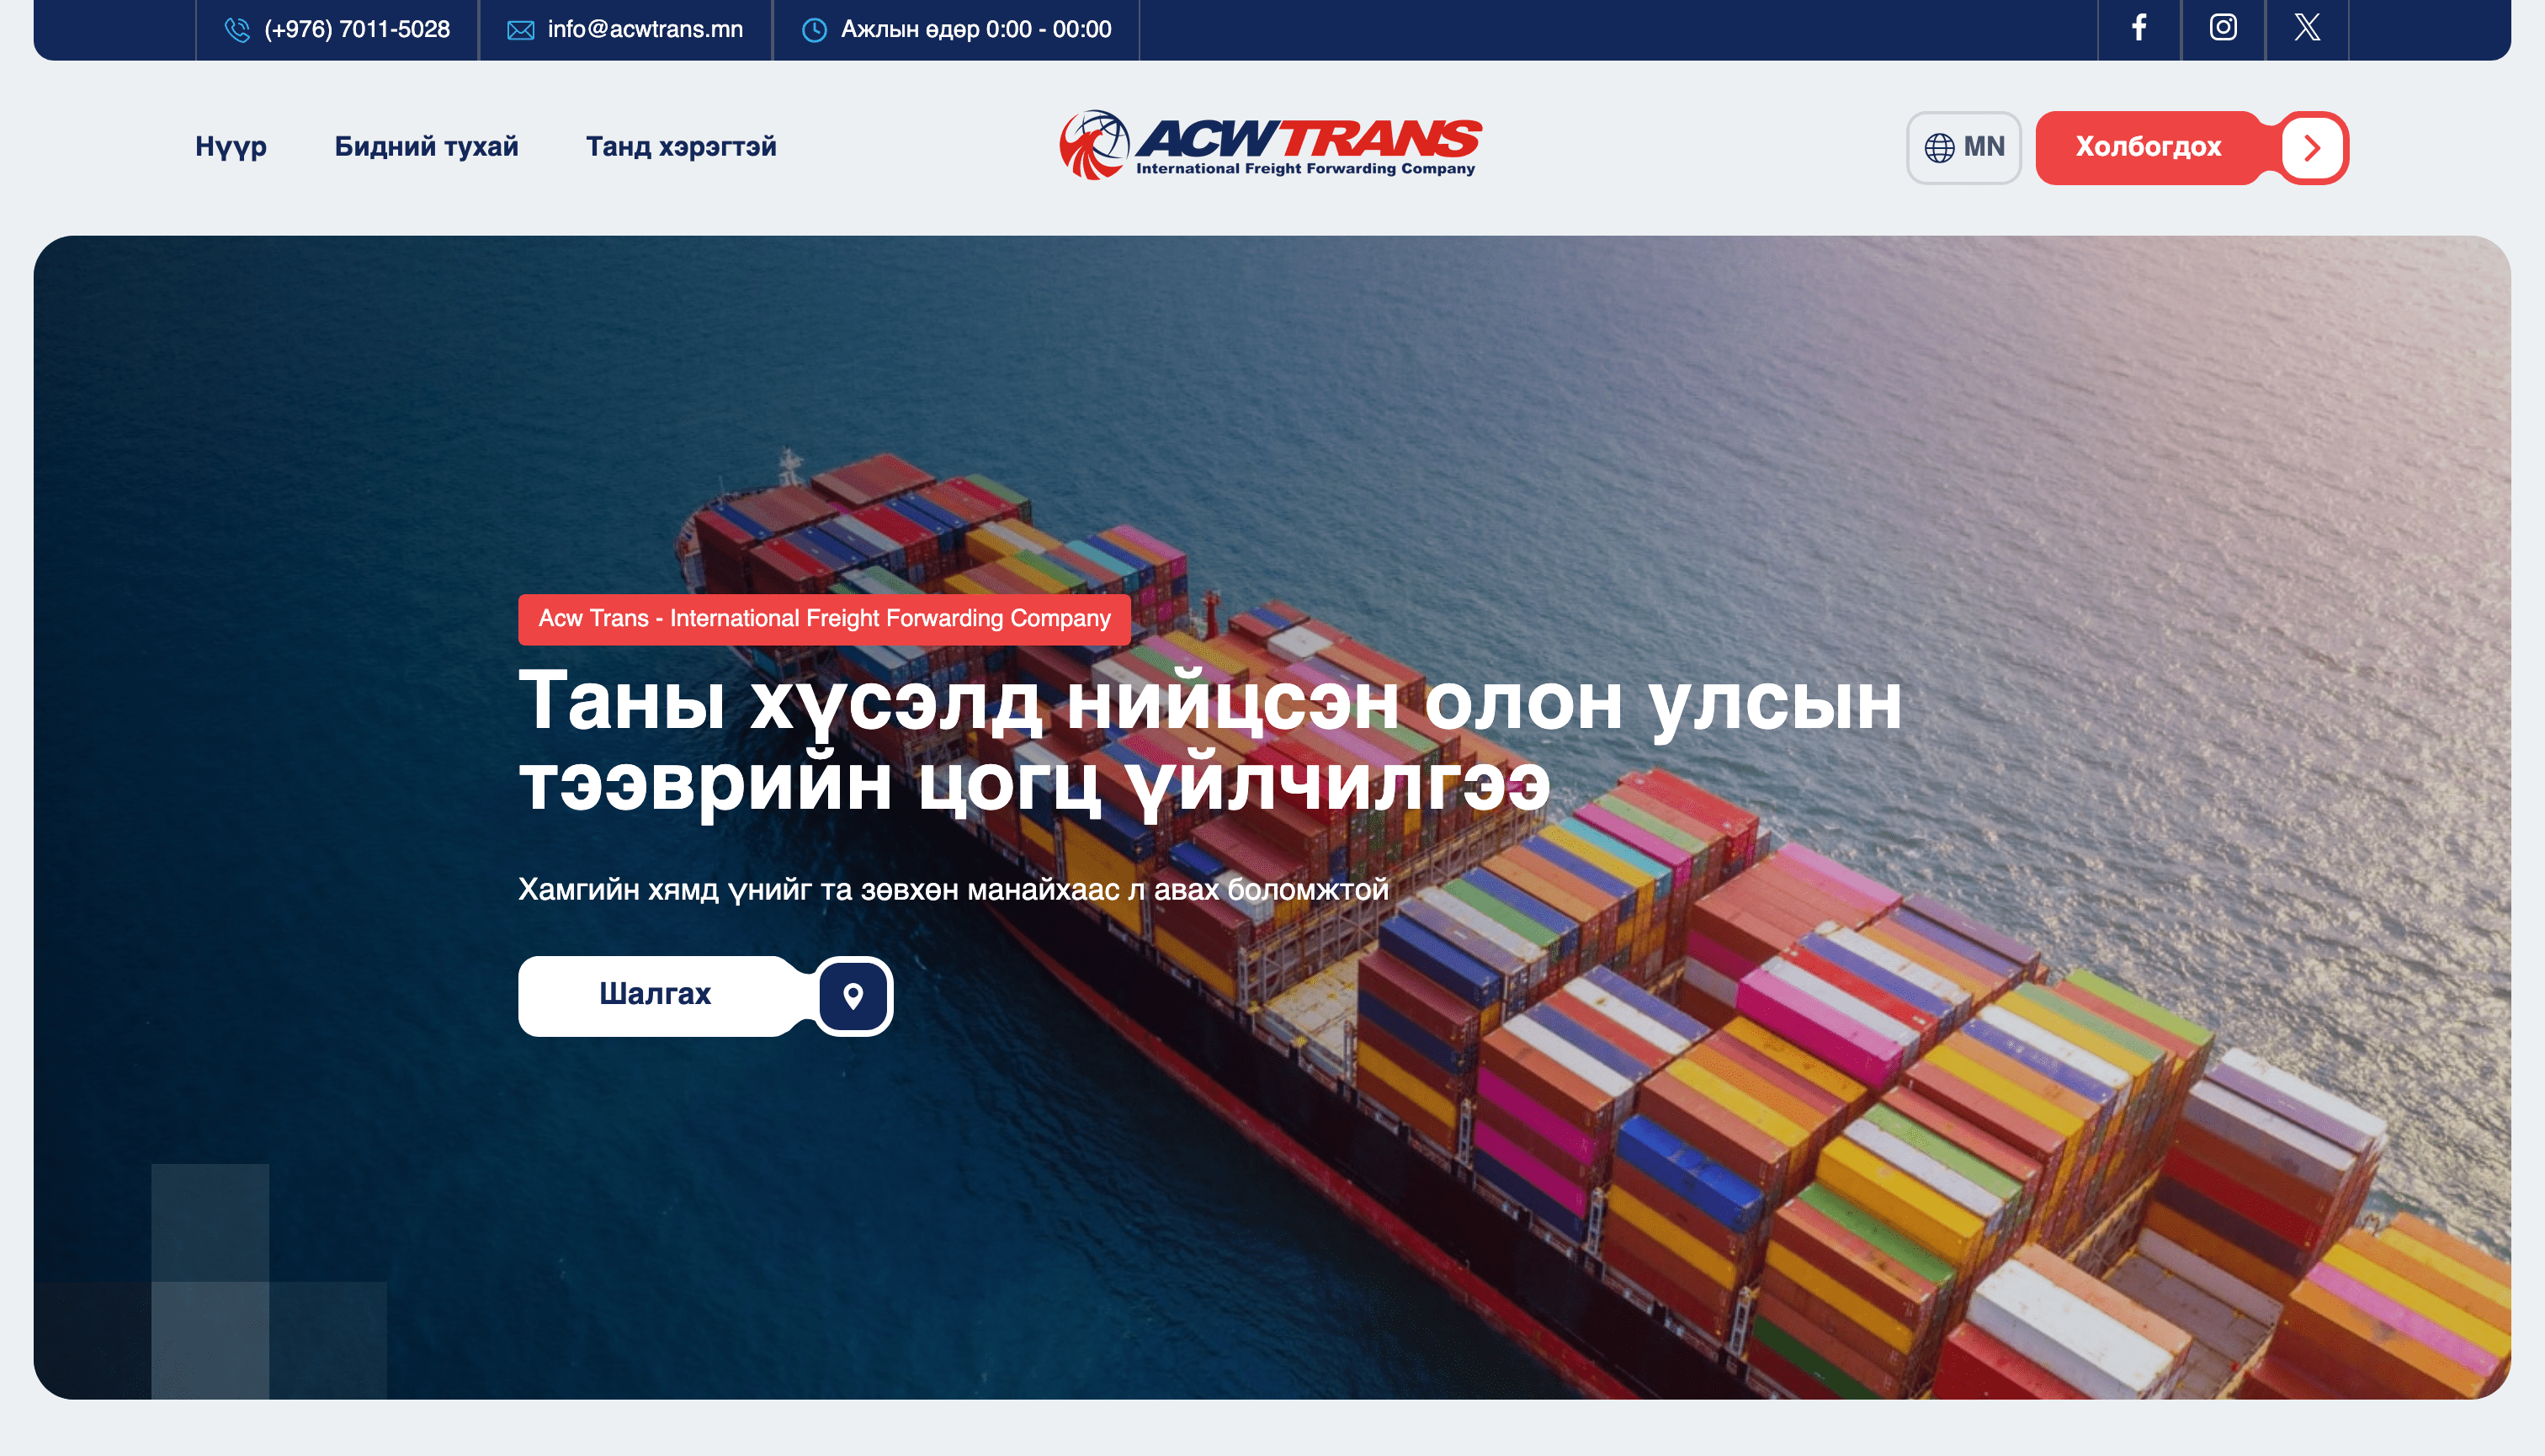 (+976) 7011-5028
info@acwtrans.mn
Ажлын өдөр 0:00 - 00:00
Нүүр
Бидний тухай
Танд хэрэгтэй
ACWTRANS
International Freight Forwarding Company
MN
Холбогдох
Acw Trans - International Freight Forwarding Company
Таны хүсэлд нийцсэн олон улсын
тээврийн цогц үйлчилгээ
Хамгийн хямд үнийг та зөвхөн манайхаас л авах боломжтой
Шалгах